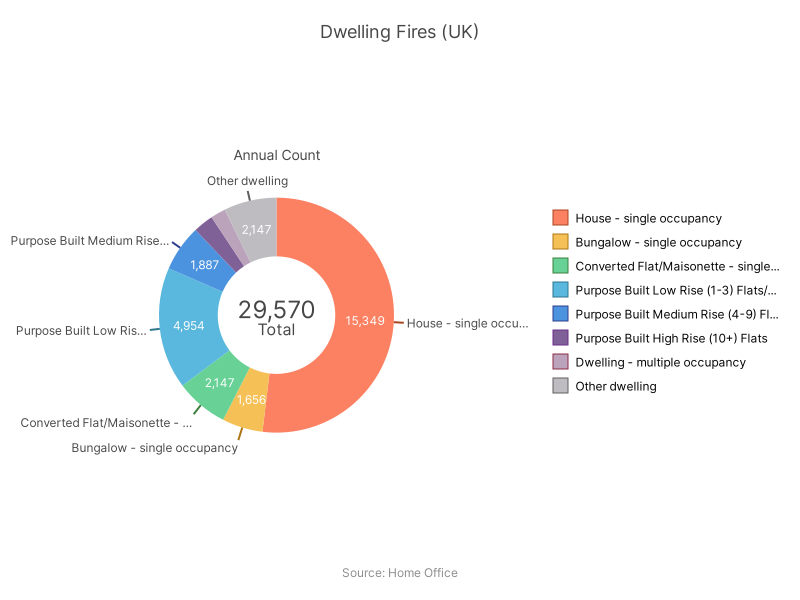 Dwelling Fires (UK)
Annual Count
Other dwelling
Purpose Built Medium Rise...
Purpose Built Low Ris...
Converted Flat/Maisonette - ...
Bungalow - single occupancy
House - single occu...
2,147
1,887
4,954
2,147
1,656
15,349
29,570
Total
House - single occupancy
Bungalow - single occupancy
Converted Flat/Maisonette - single...
Purpose Built Low Rise (1-3) Flats/...
Purpose Built Medium Rise (4-9) Fl...
Purpose Built High Rise (10+) Flats
Dwelling - multiple occupancy
Other dwelling
Source: Home Office